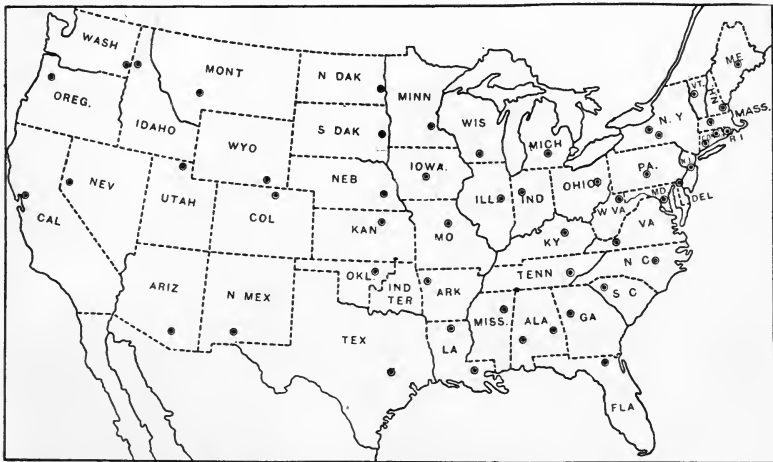 WASH
MONT
N DAK
MINN
ME
VT.
N.H
MASS.
OREG.
IDAHO
S DAK
WIS
MICH
N.Y
R I
WYO
IOWA.
PA.
N.J
NEB
NEV
UTAH
COL
ILL
IND
OHIO
MD.
DEL
CAL
KAN
MO
W VA
VA
KY
OKL.
IND
TER
TENN
N C
ARIZ
N MEX
ARK
S C
MISS.
ALA
GA
TEX
LA
FLA